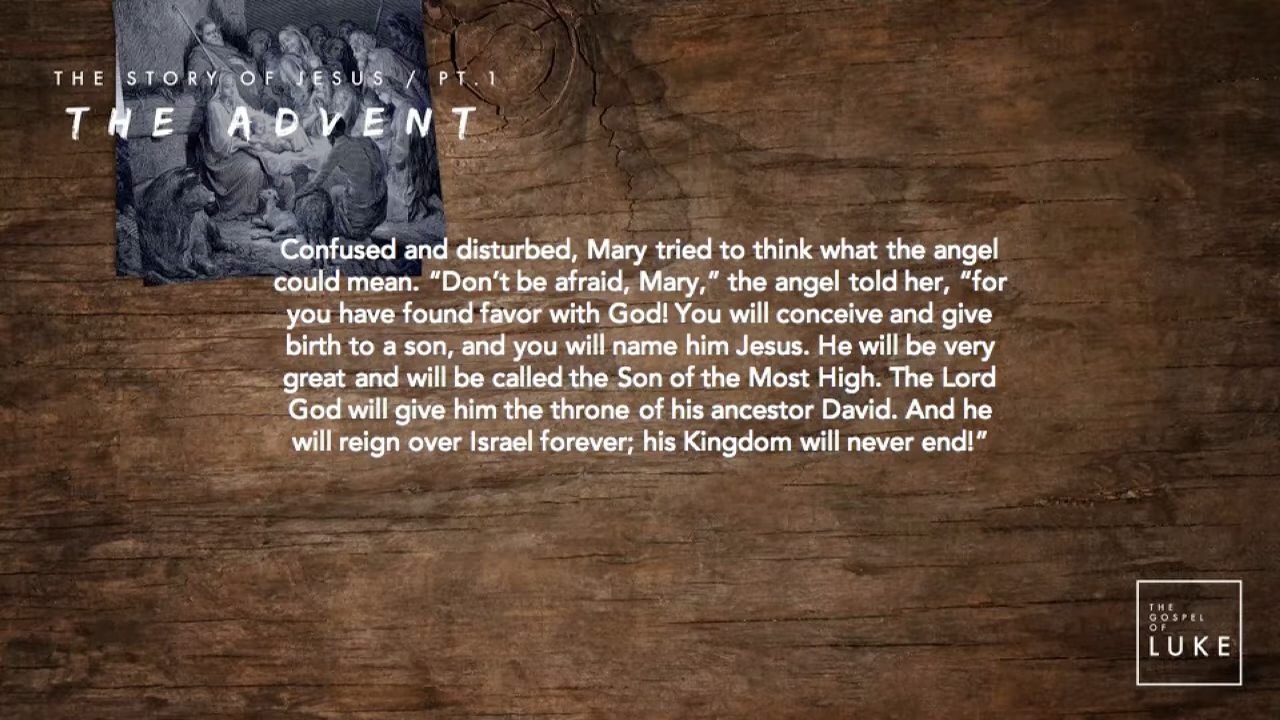 THE STORY OF JESUS / PT.1
THE ADVENT
Confused and disturbed, Mary tried to think what the angel
could mean. “Don’t be afraid, Mary,” the angel told her, “for
you have found favor with God! You will conceive and give
birth to a son, and you will name him Jesus. He will be very
great and will be called the Son of the Most High. The Lord
God will give him the throne of his ancestor David. And he
will reign over Israel forever; his Kingdom will never end!”
THE
GOSPEL
OF
LUKE